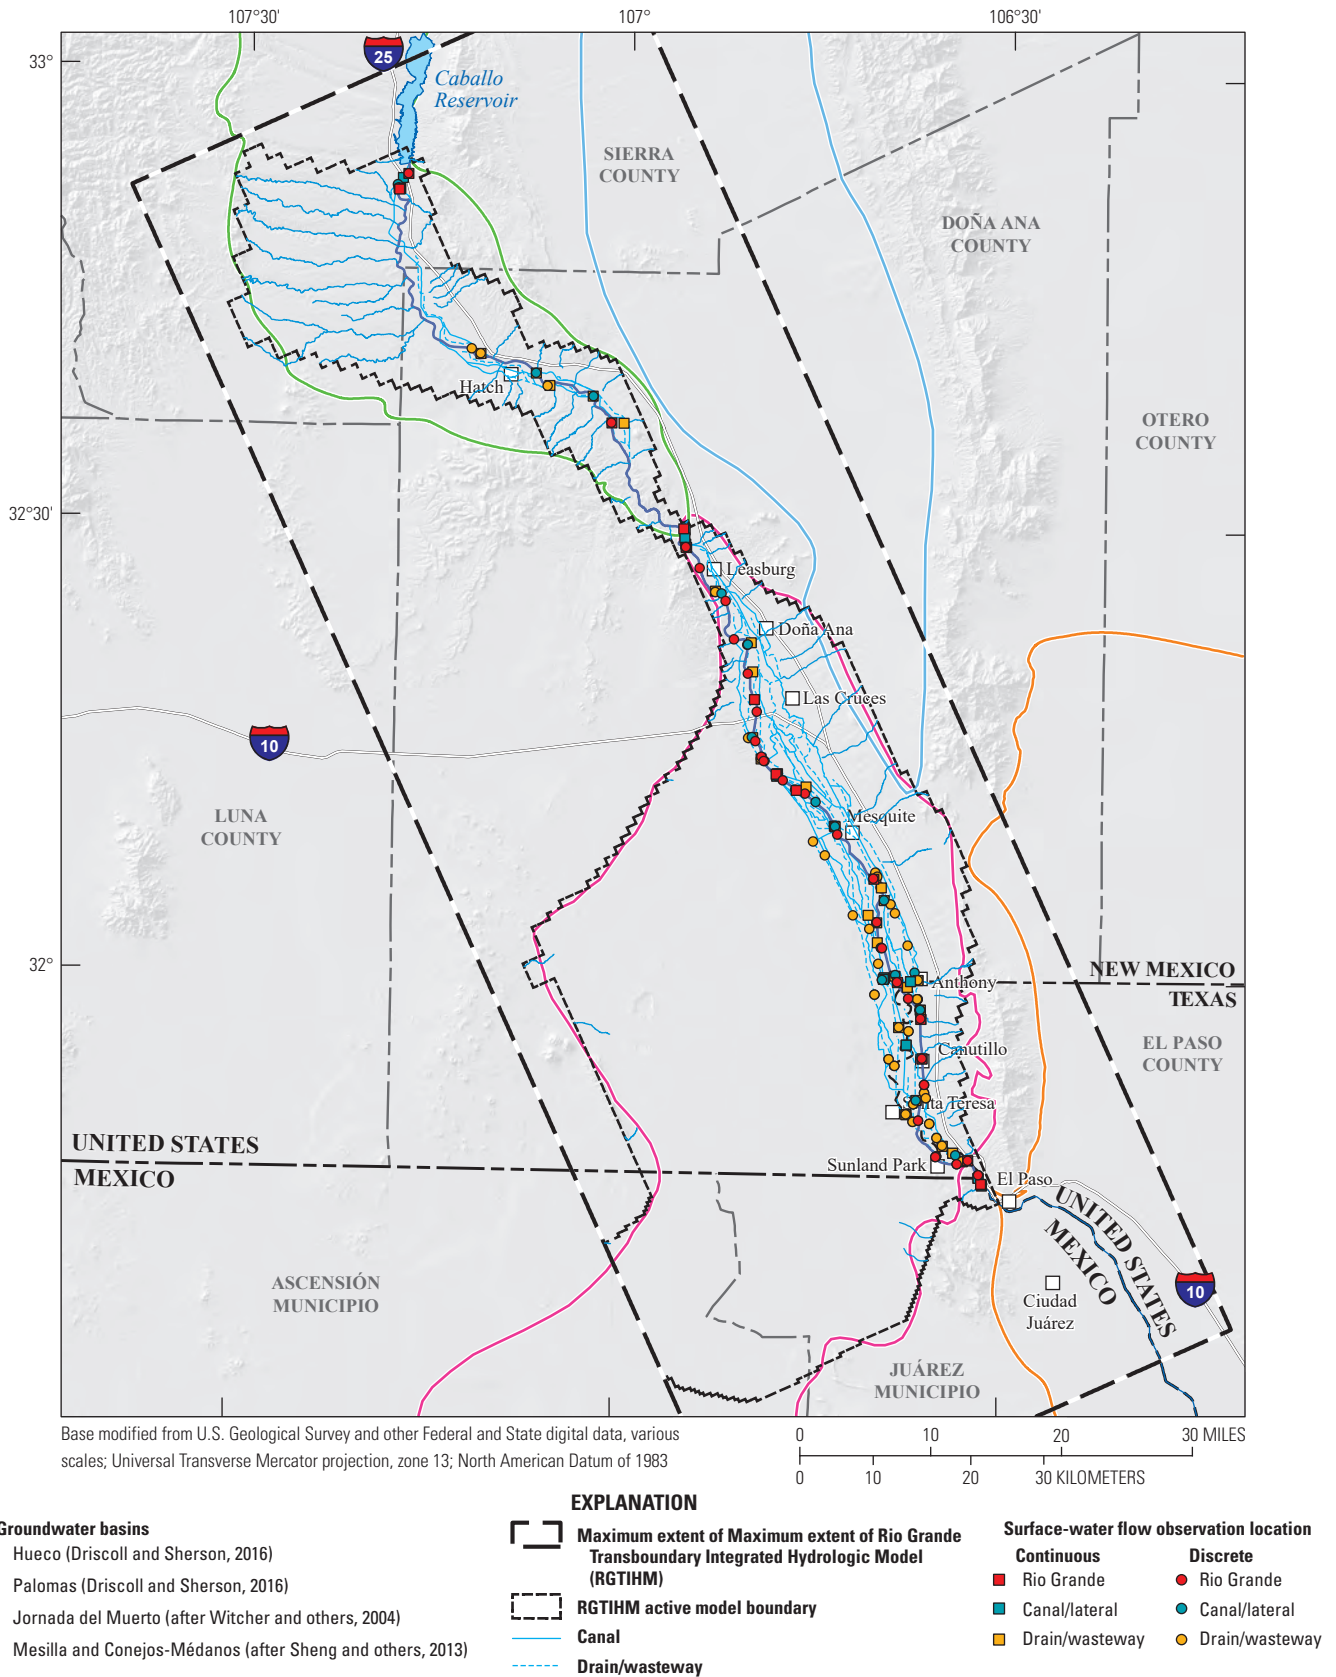 107°30'
107°
106°30'
33°
25
Caballo
Reservoir
SIERRA
COUNTY
DOÑA ANA
COUNTY
Hatch
OTERO
COUNTY
32°30'
Leasburg
Doña Ana
Las Cruces
10
LUNA
COUNTY
Mesquite
32°
NEW MEXICO
TEXAS
Anthony
EL PASO
COUNTY
Canutillo
Teresa
UNITED STATES
MEXICO
Sunland Park
El Paso
UNITED STATES
MEXICO
ASCENSIÓN
MUNICIPIO
Ciudad
Juárez
10
JUÁREZ
MUNICIPIO
Base modified from U.S. Geological Survey and other Federal and State digital data, various
scales; Universal Transverse Mercator projection, zone 13; North American Datum of 1983
0 10 20 30 MILES
0 10 20 30 KILOMETERS
EXPLANATION
Groundwater basins
Hueco (Driscoll and Sherson, 2016)
Palomas (Driscoll and Sherson, 2016)
Jornada del Muerto (after Witcher and others, 2004)
Mesilla and Conejos-Médanos (after Sheng and others, 2013)
Maximum extent of Maximum extent of Rio Grande
Transboundary Integrated Hydrologic Model
(RGTIHM)
RGTIHM active model boundary
Canal
Drain/wasteway
Surface-water flow observation location
Continuous Discrete
Rio Grande Rio Grande
Canal/lateral Canal/lateral
Drain/wasteway Drain/wasteway